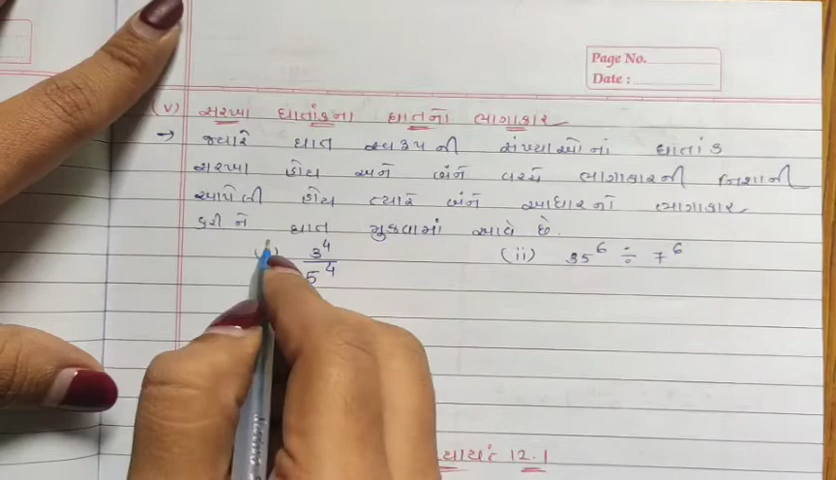 Page No.
Date :
(v) સરખા ઘાતાંકના ઘાતનો ભાગાકાર
→ જ્યારે ઘાત સ્વરૂપની સંખ્યાઓનાં ઘાતાંક
સરખા હોય અને બંને વચ્ચે ભાગાકારની નિશાની
આપેલી હોય ત્યારે બંને આધારનો ભાગાકાર
કરીને ઘાત મુકવામાં આવે છે.
3⁴/5⁴ (ii) 35⁶ ÷ 7⁶
12.1